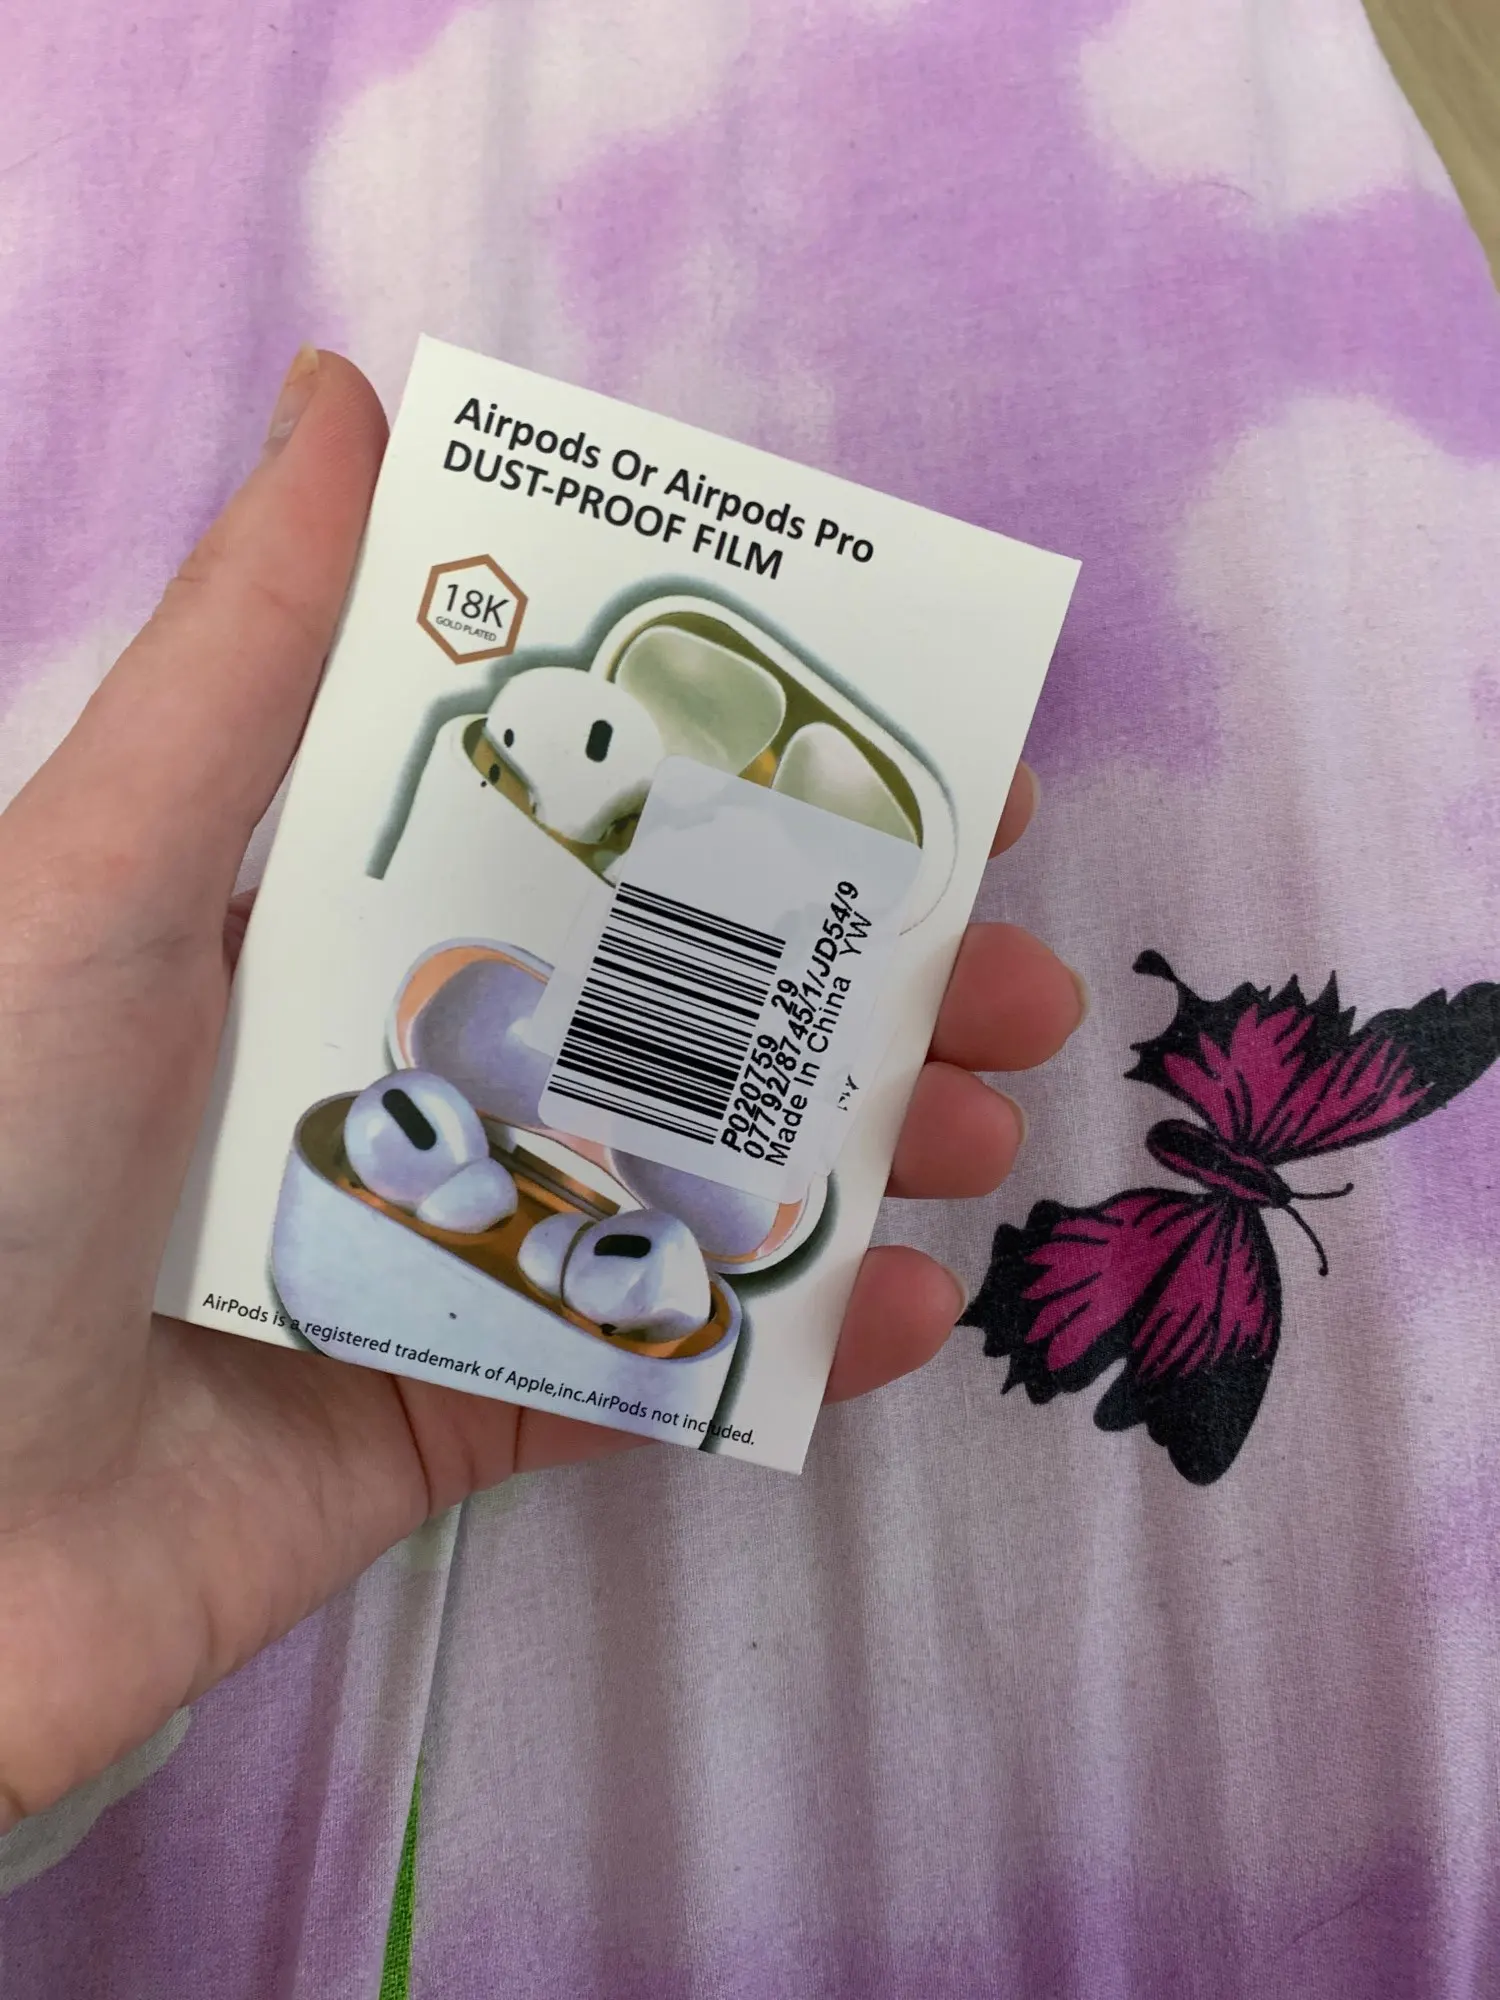 Airpods Or Airpods Pro
DUST-PROOF FILM
18K
GOLD PLATED
P020759 29
07792/8745/1/JD54/9
Made In China YW
AirPods is a registered trademark of Apple,inc.AirPods not included.